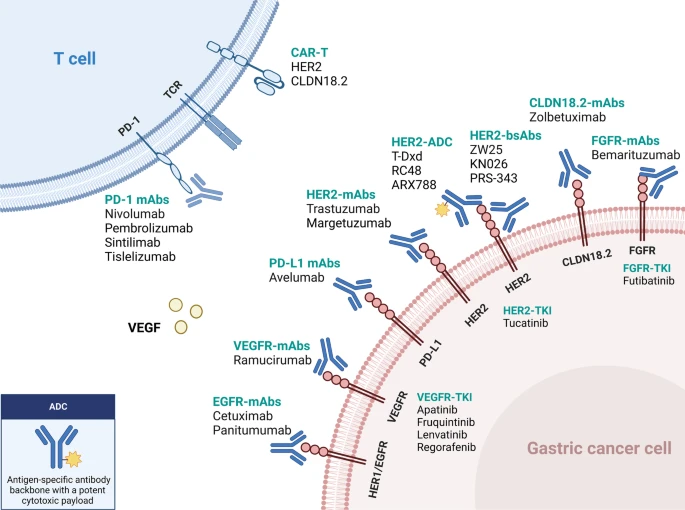 T cell
CAR-T
HER2
CLDN18.2
TCR
PD-1
PD-1 mAbs
Nivolumab
Pembrolizumab
Sintilimab
Tislelizumab
CLDN18.2-mAbs
Zolbetuximab
HER2-ADC
T-Dxd
RC48
ARX788
HER2-bsAbs
ZW25
KN026
PRS-343
FGFR-mAbs
Bemarituzumab
HER2-mAbs
Trastuzumab
Margetuzumab
PD-L1 mAbs
Avelumab
VEGF
VEGFR-mAbs
Ramucirumab
EGFR-mAbs
Cetuximab
Panitumumab
HER1/EGFR
VEGFR
PD-L1
HER2
HER2
CLDN18.2
FGFR
FGFR-TKI
Futibatinib
HER2-TKI
Tucatinib
VEGFR-TKI
Apatinib
Fruquintinib
Lenvatinib
Regorafenib
Gastric cancer cell
ADC
Antigen-specific antibody
backbone with a potent
cytotoxic payload